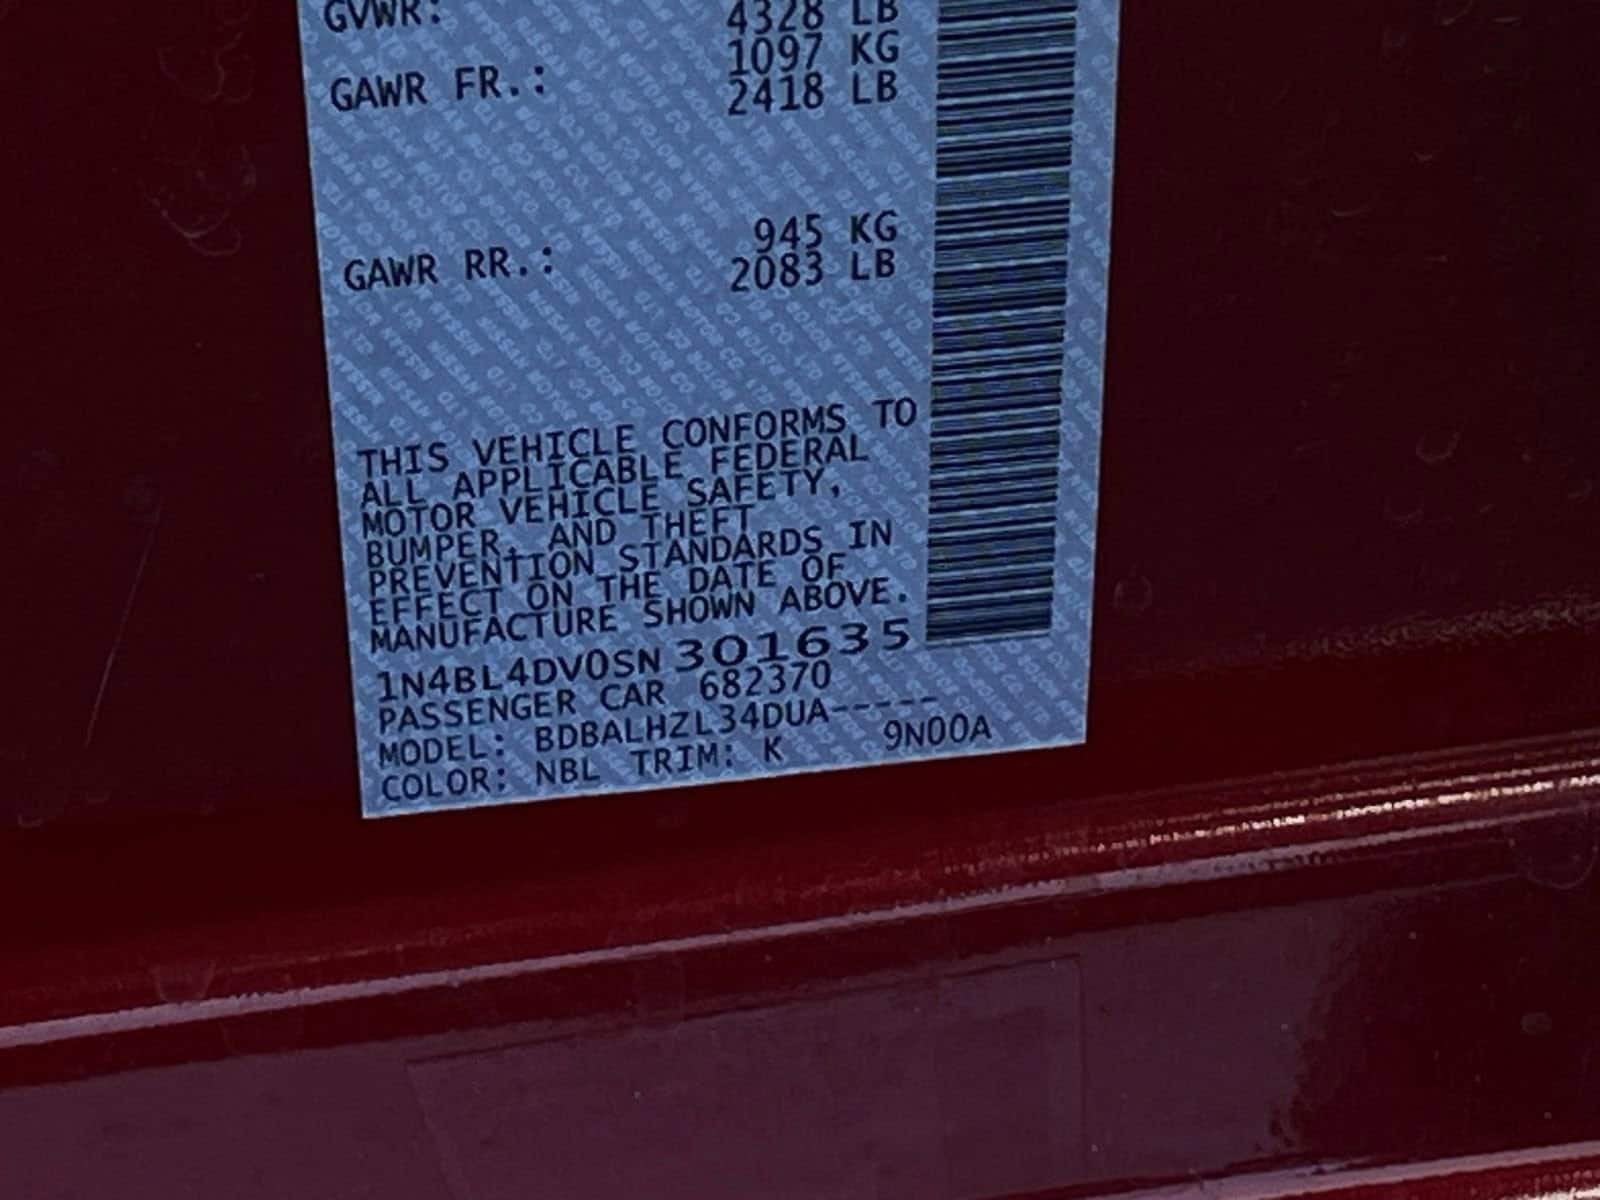 GVWR: 4328 LB
1097 KG
GAWR FR.: 2418 LB
945 KG
GAWR RR.: 2083 LB
THIS VEHICLE CONFORMS TO
ALL APPLICABLE FEDERAL
MOTOR VEHICLE SAFETY,
BUMPER, AND THEFT
PREVENTION STANDARDS IN
EFFECT ON THE DATE OF
MANUFACTURE SHOWN ABOVE.
1N4BL4DV0SN 301635
PASSENGER CAR 682370
MODEL: BDBALHZL34DUA-----
COLOR: NBL TRIM: K 9N00A